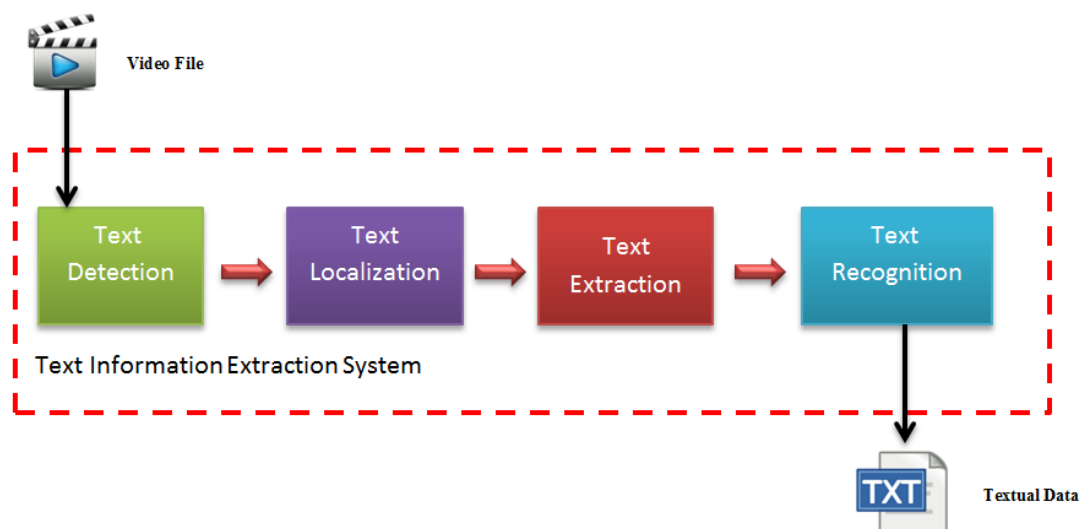 Video File
Text
Detection
Text
Localization
Text
Extraction
Text
Recognition
Text Information Extraction System
TXT
Textual Data